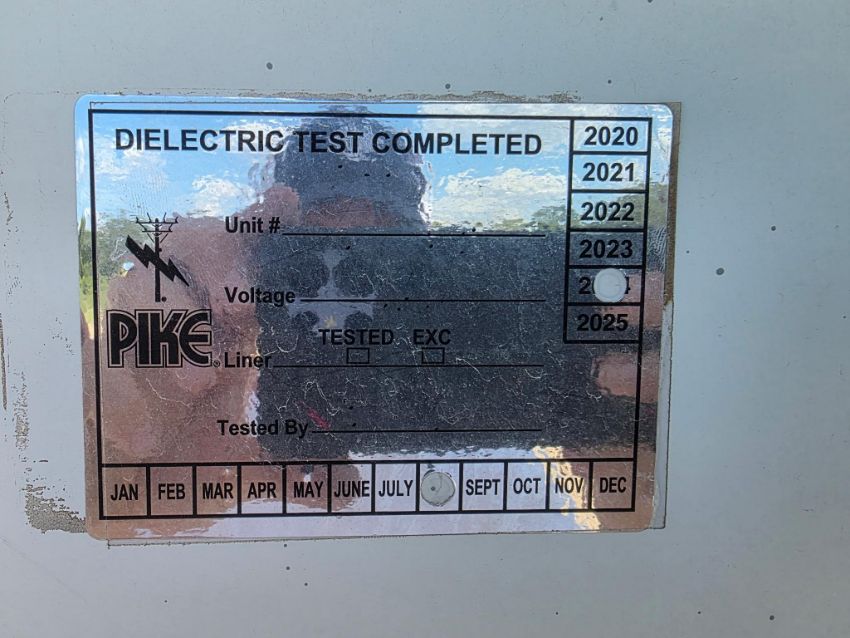 DIELECTRIC TEST COMPLETED
2020
2021
2022
2023
2025
Unit #
Voltage
TESTED EXC
Liner
Tested By
PIKE®
JAN FEB MAR APR MAY JUNE JULY SEPT OCT NOV DEC